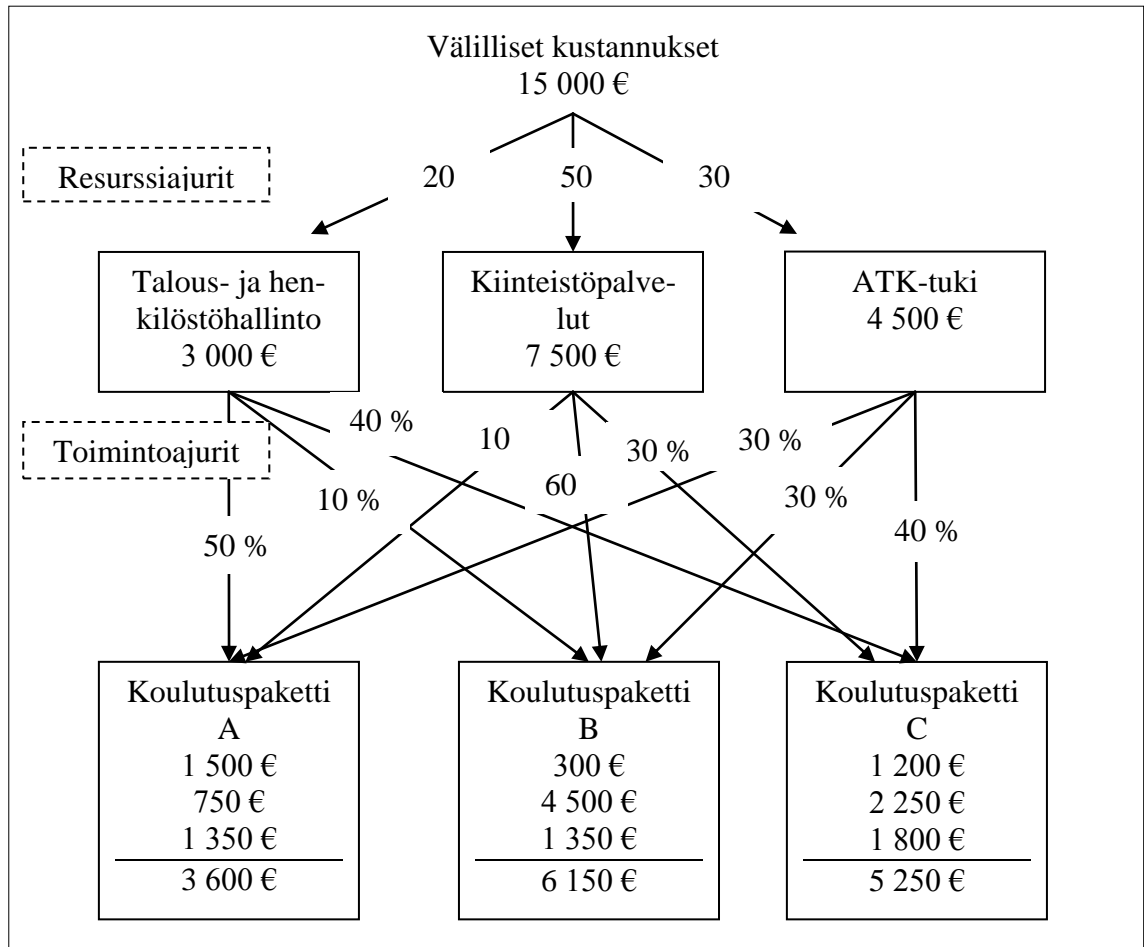 Välilliset kustannukset
15 000 €
Resurssiajurit
20
50
30
Talous- ja hen-
kilöstöhallinto
3 000 €
Kiinteistöpalve-
lut
7 500 €
ATK-tuki
4 500 €
Toimintoajurit
40 %
10
30 %
30 %
10 %
60
30 %
50 %
40 %
Koulutuspaketti
A
1 500 €
750 €
1 350 €
3 600 €
Koulutuspaketti
B
300 €
4 500 €
1 350 €
6 150 €
Koulutuspaketti
C
1 200 €
2 250 €
1 800 €
5 250 €